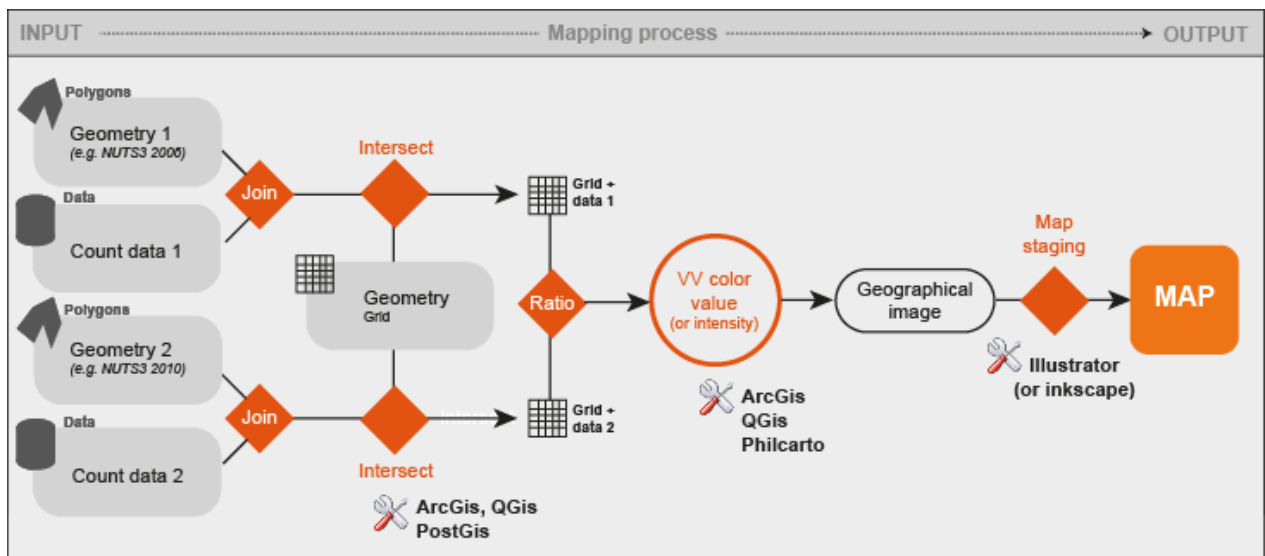 INPUT
Mapping process
OUTPUT
Polygons
Geometry 1
(e.g. NUTS3 2006)
Data
Count data 1
Join
Intersect
Grid +
data 1
Geometry
Grid
Ratio
VV color
value
(or intensity)
Geographical
image
Map
staging
MAP
Polygons
Geometry 2
(e.g. NUTS3 2010)
Data
Count data 2
Join
Intersect
Grid +
data 2
ArcGis, QGis
PostGis
ArcGis
QGis
Philcarto
Illustrator
(or inkscape)